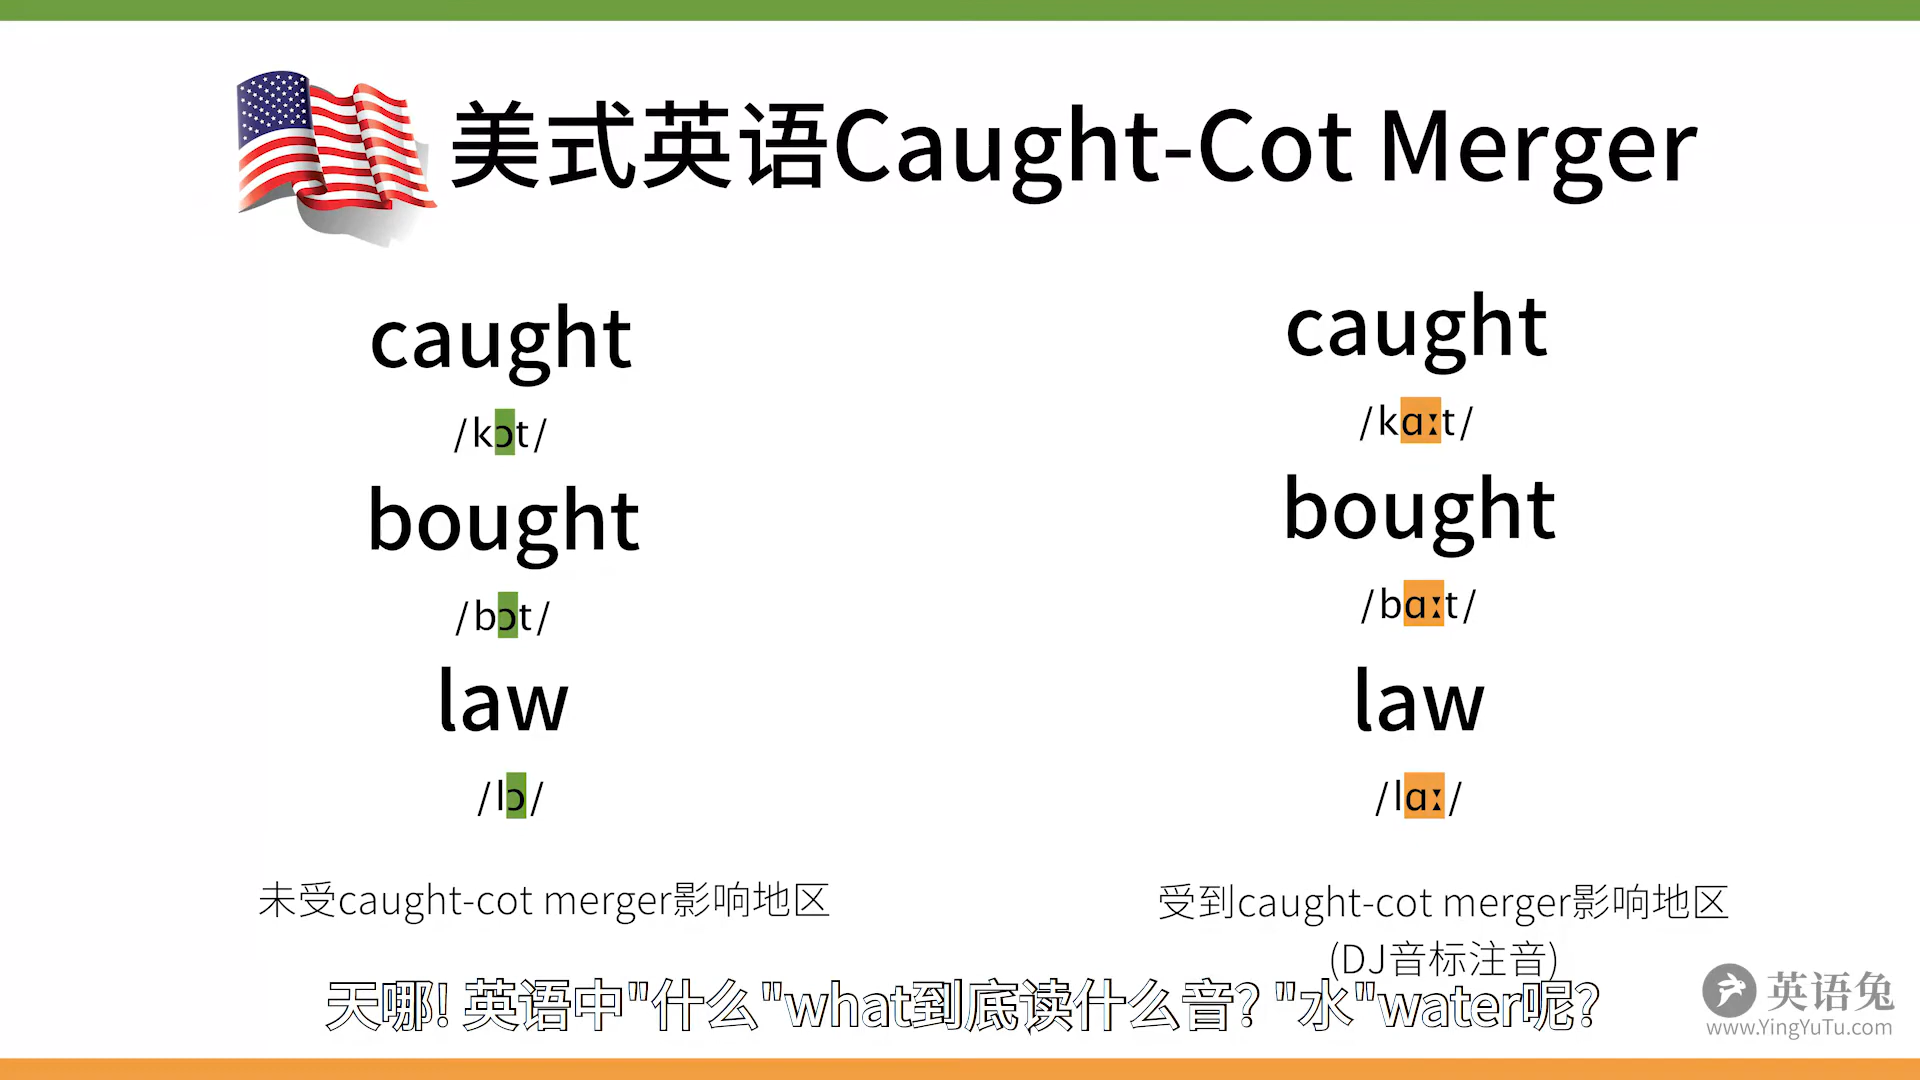 美式英语Caught-Cot Merger
caught
/kɔt/
bought
/bɔt/
law
/lɔ/
未受caught-cot merger影响地区
caught
/kɑːt/
bought
/bɑːt/
law
/lɑː/
受到caught-cot merger影响地区
(DJ音标注音)
天哪! 英语中"什么"what到底读什么音? "水"water呢?
英语兔
www.YingYuTu.com